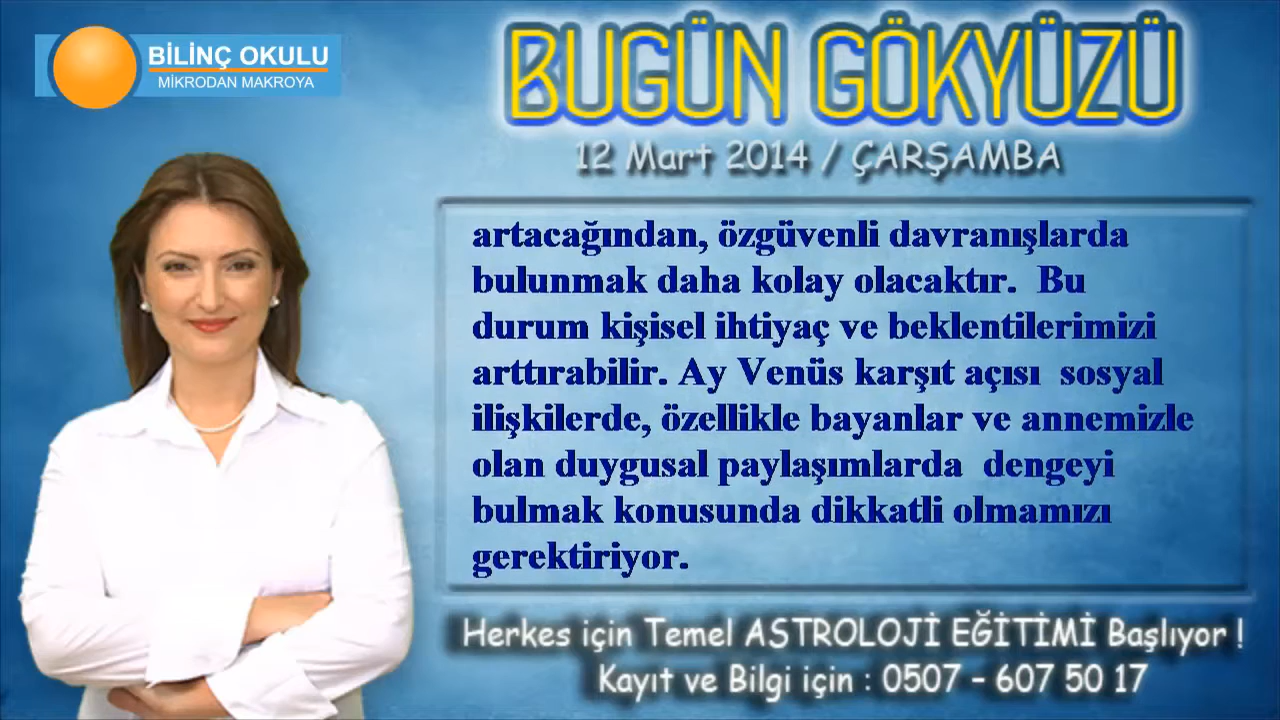 BİLİNÇ OKULU
MİKRODAN MAKROYA
BUGÜN GÖKYÜZÜ
12 Mart 2014 / ÇARŞAMBA
artacağından, özgüvenli davranışlarda
bulunmak daha kolay olacaktır.  Bu
durum kişisel ihtiyaç ve beklentilerimizi
arttırabilir. Ay Venüs karşıt açısı  sosyal
ilişkilerde, özellikle bayanlar ve annemizle
olan duygusal paylaşımlarda  dengeyi
bulmak konusunda dikkatli olmamızı
gerektiriyor.
Herkes için Temel ASTROLOJİ EĞİTİMİ Başlıyor !
Kayıt ve Bilgi için : 0507 – 607 50 17